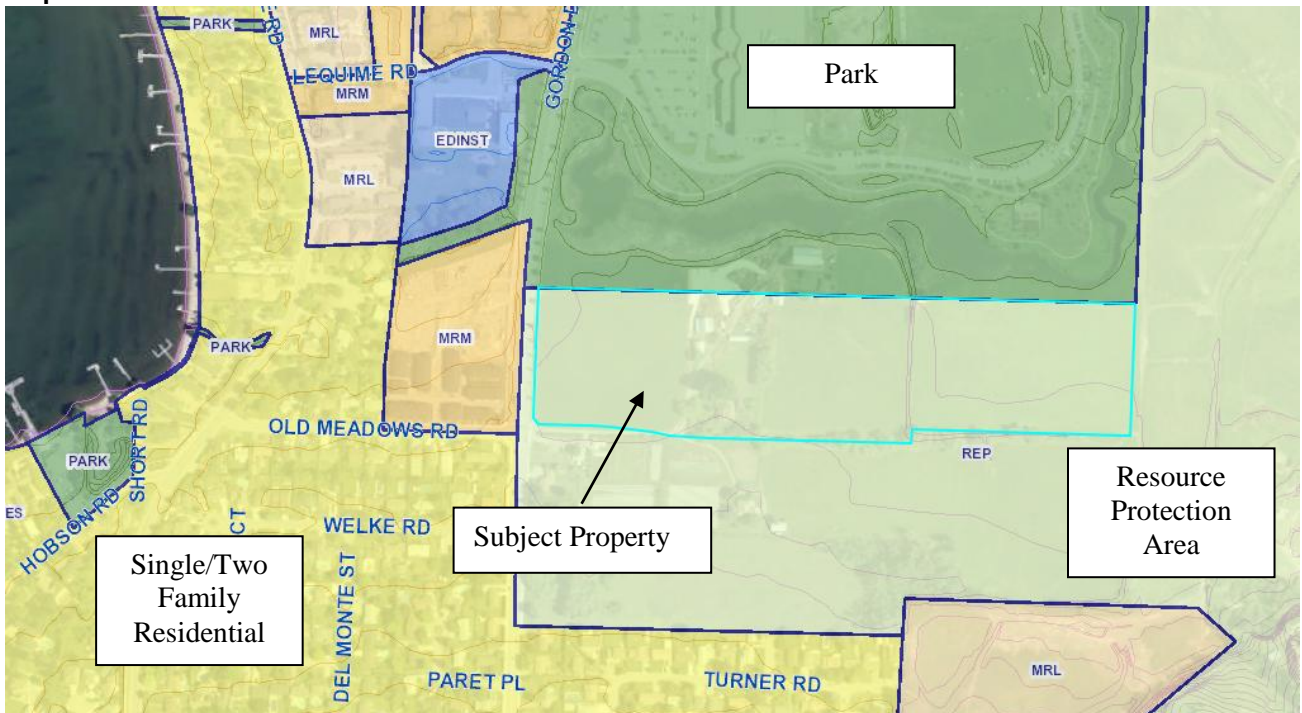 PARK
MRL
LEQUIME RD
MRM
GORDON
Park
EDINST
MRL
PARK
MRM
OLD MEADOWS RD
SHORT RD
PARK
REP
HOBSON RD
ES
CT
WELKE RD
Subject Property
Resource
Protection
Area
Single/Two
Family
Residential
DEL MONTE ST
PARET PL
TURNER RD
MRL